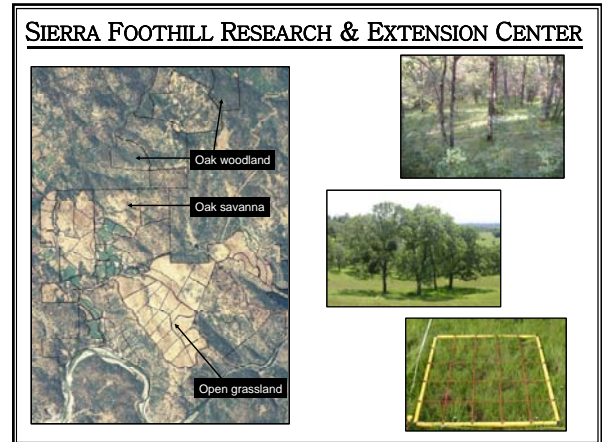 SIERRA FOOTHILL RESEARCH & EXTENSION CENTER
Oak woodland
Oak savanna
Open grassland